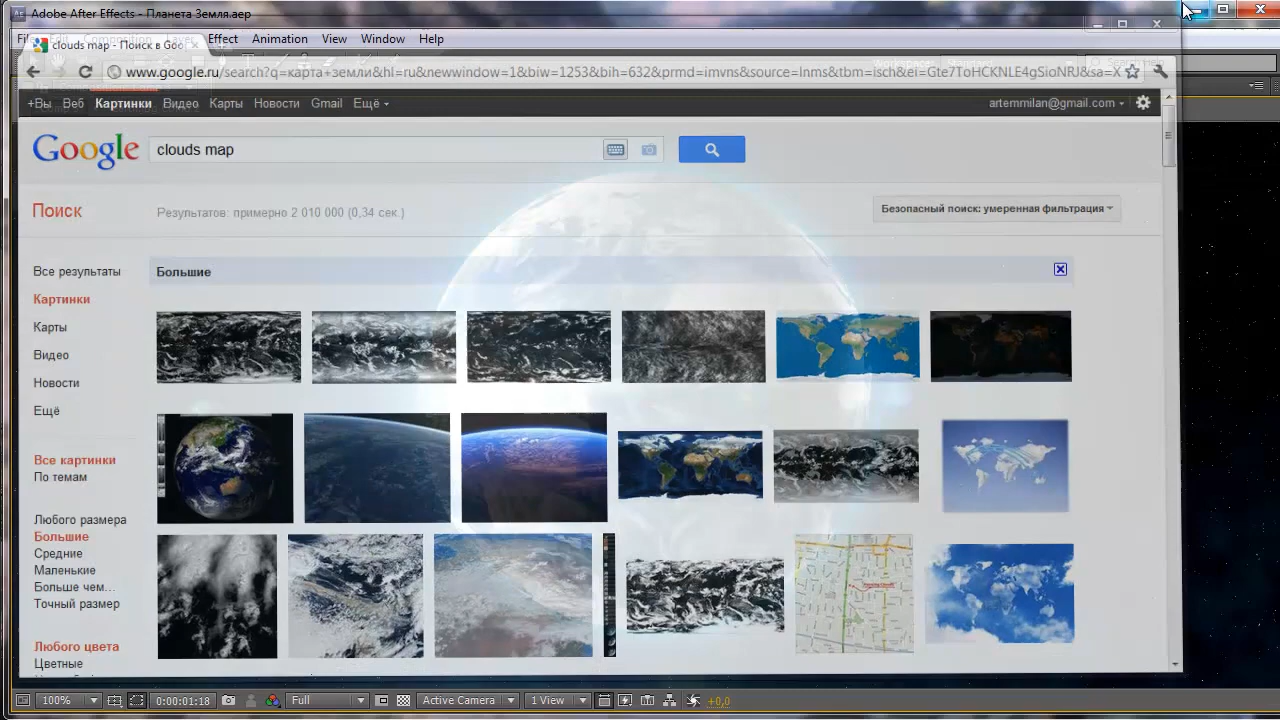 Adobe After Effects - Планета Земля.aep
File Edit Layer Effect Animation View Window Help
clouds map - Поиск в Goo
www.google.ru/search?q=карта+земли&hl=ru&newwindow=1&biw=1253&bih=632&prmd=imvns&source=lnms&tbm=isch&ei=Gte7ToHCKNLE4gSioNRJ&sa=X
+Вы Веб Картинки Видео Карты Новости Gmail Ещё
artemmilan@gmail.com
Google
clouds map
Поиск
Результатов: примерно 2 010 000 (0,34 сек.)
Безопасный поиск: умеренная фильтрация
Все результаты
Большие
Картинки
Карты
Видео
Новости
Ещё
Все картинки
По темам
Любого размера
Большие
Средние
Маленькие
Больше чем…
Точный размер
Любого цвета
Цветные
100%
0:00:01:18
Full
Active Camera
1 View
+0,0